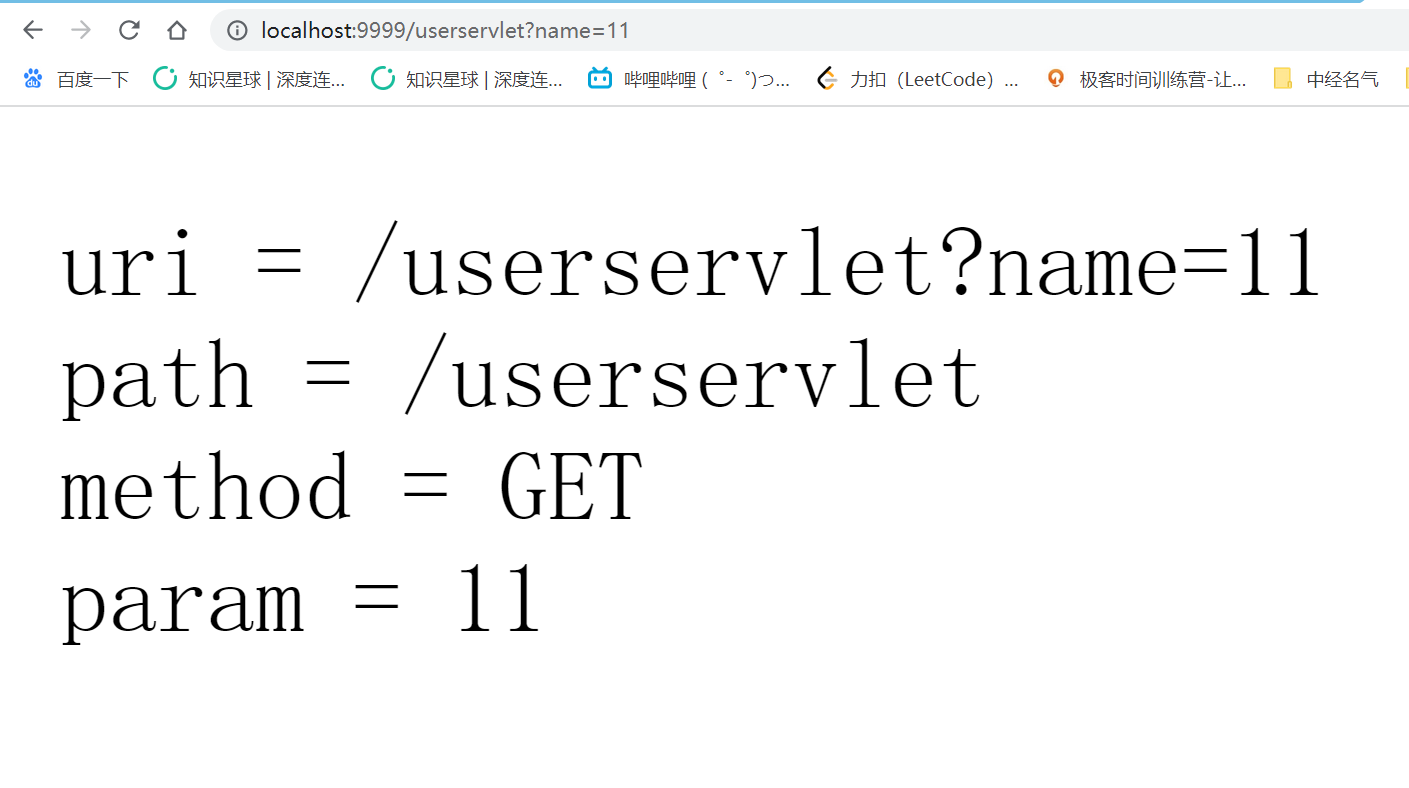 localhost:9999/userservlet?name=11
百度一下 知识星球 | 深度连... 知识星球 | 深度连... 哔哩哔哩 ( ゜- ゜)つ... 力扣（LeetCode）... 极客时间训练营-让... 中经名气
uri = /userservlet?name=11
path = /userservlet
method = GET
param = 11